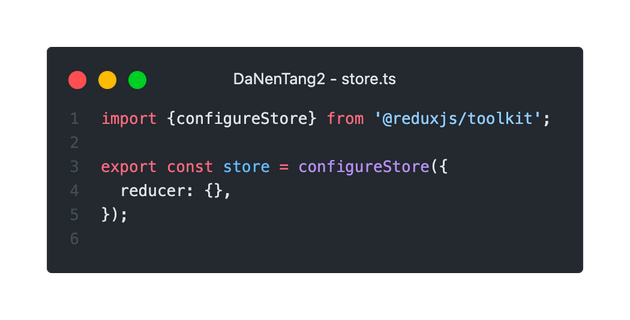 DaNenTang2 - store.ts
1 import {configureStore} from '@reduxjs/toolkit';
2
3 export const store = configureStore({
4   reducer: {},
5 });
6